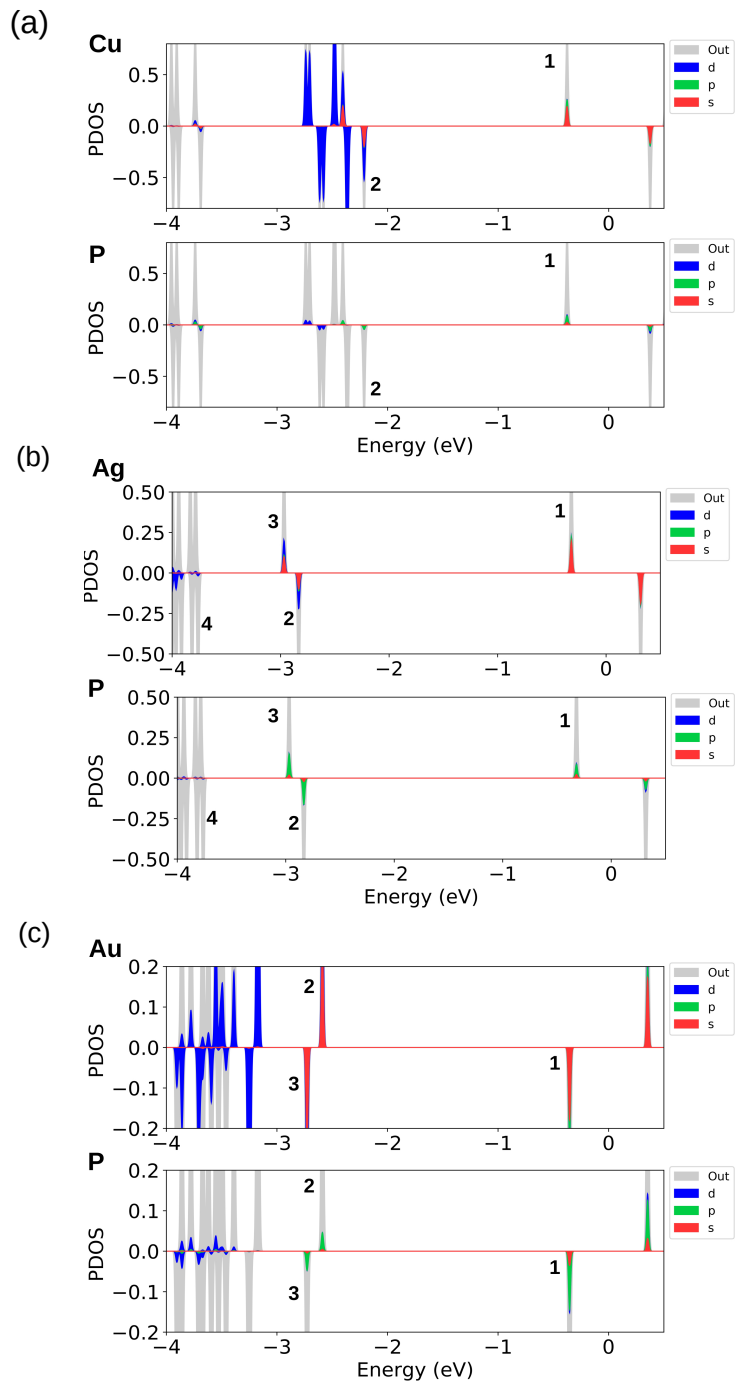 (a)
Cu
PDOS
0.5
0.0
−0.5
1
2
−4 −3 −2 −1 0
Out
d
p
s
P
PDOS
0.5
0.0
−0.5
1
2
−4 −3 −2 −1 0
Energy (eV)
Out
d
p
s
(b)
Ag
PDOS
0.50
0.25
0.00
−0.25
−0.50
3
1
2
4
−4 −3 −2 −1 0
Out
d
p
s
P
PDOS
0.50
0.25
0.00
−0.25
−0.50
3
1
2
4
−4 −3 −2 −1 0
Energy (eV)
Out
d
p
s
(c)
Au
PDOS
0.2
0.1
0.0
−0.1
−0.2
2
1
3
−4 −3 −2 −1 0
Out
d
p
s
P
PDOS
0.2
0.1
0.0
−0.1
−0.2
2
1
3
−4 −3 −2 −1 0
Energy (eV)
Out
d
p
s